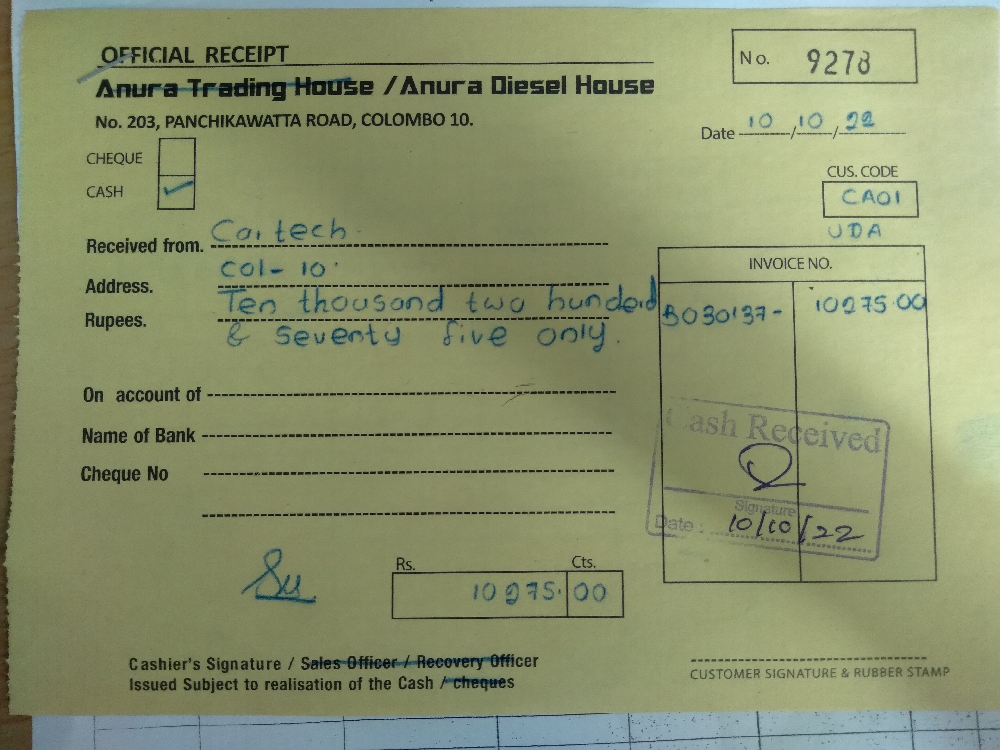 OFFICIAL RECEIPT
Anura Trading House / Anura Diesel House
No. 203, PANCHIKAWATTA ROAD, COLOMBO 10.
No. 9278
Date 10 / 10 / 22
CHEQUE
CASH ✓
CUS. CODE
CA01
UDA
Received from. Cartech
Address. Col- 10
Rupees. Ten thousand two hundeid
& seventy five only.
INVOICE NO.
B030137- 10275.00
On account of
Name of Bank
Cheque No
Cash Received
Signature
Date : 10/10/22
Rs. Cts.
10275. 00
Cashier's Signature / Sales Officer / Recovery Officer
Issued Subject to realisation of the Cash / cheques
CUSTOMER SIGNATURE & RUBBER STAMP